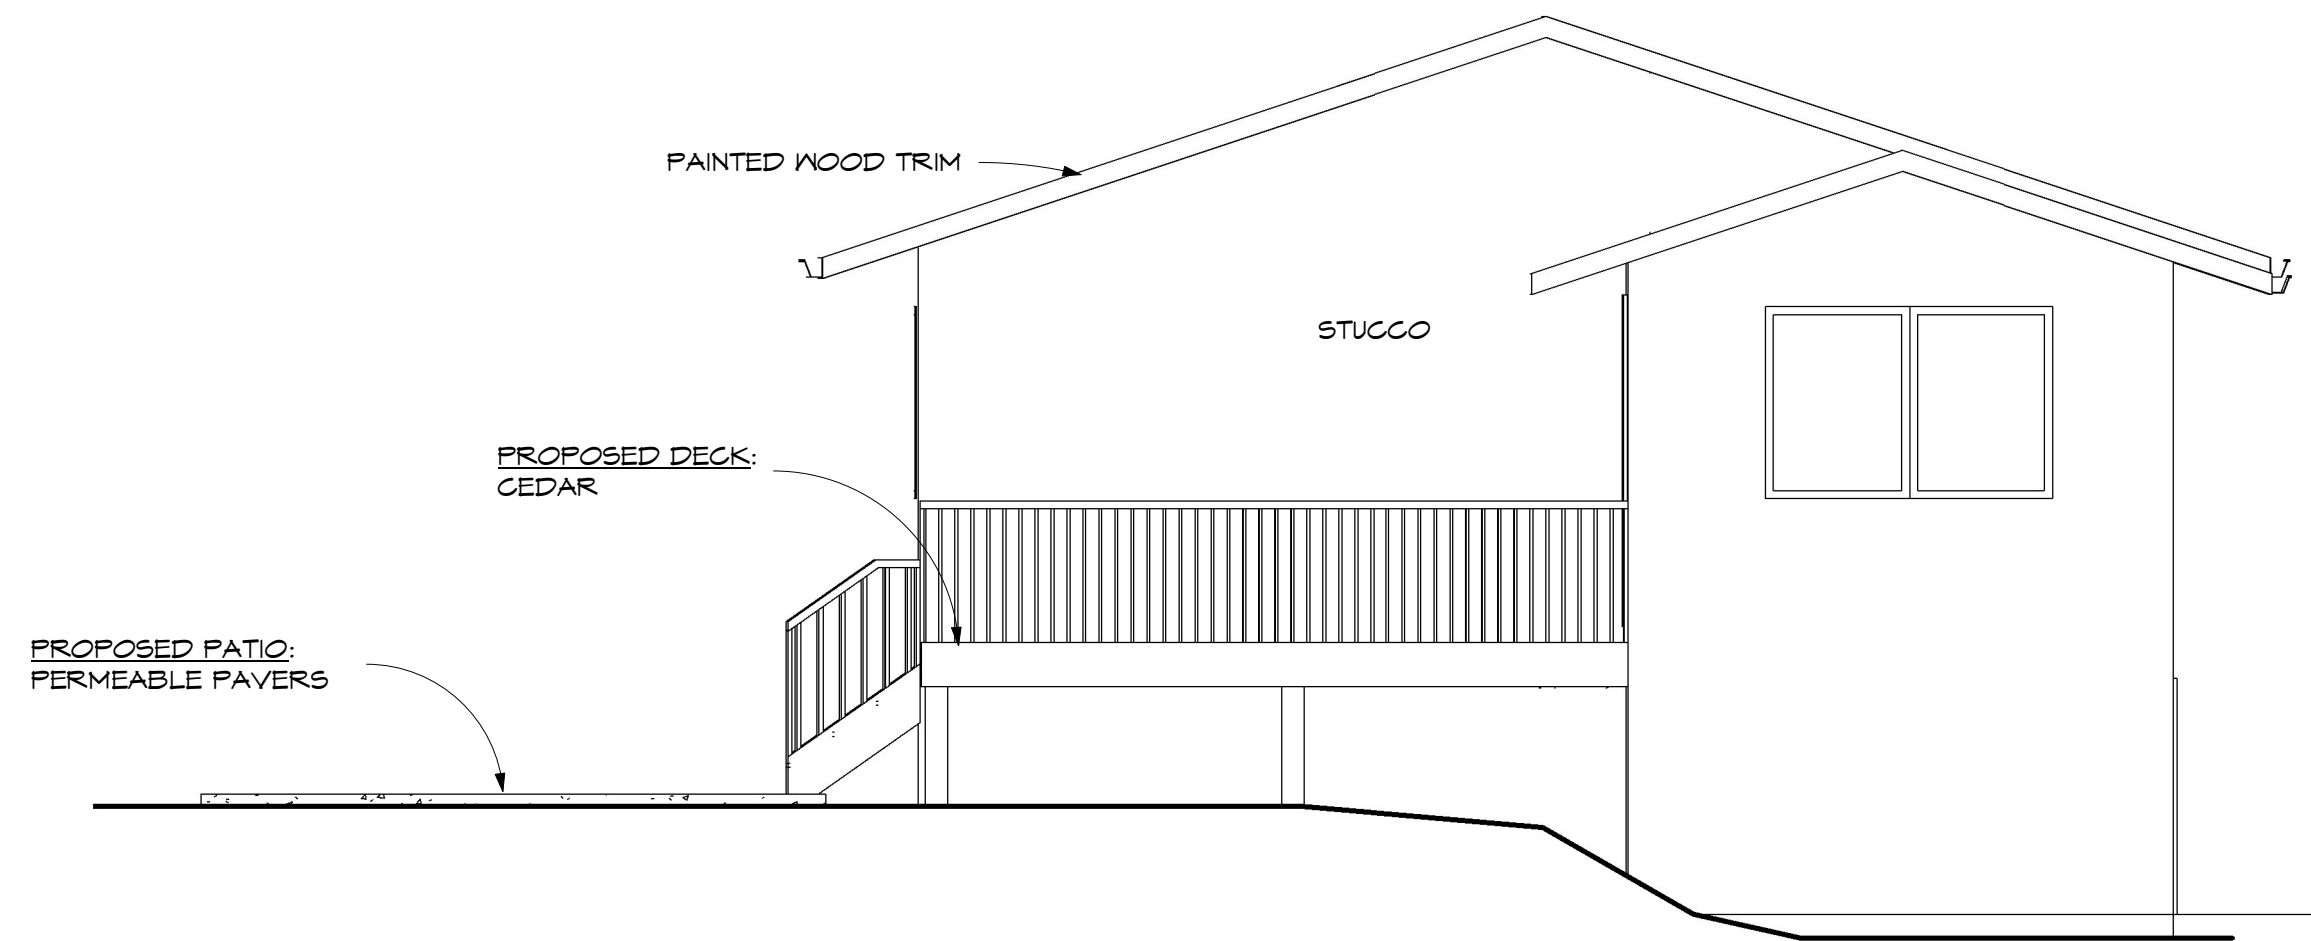 PAINTED WOOD TRIM
STUCCO
PROPOSED DECK:
CEDAR
PROPOSED PATIO:
PERMEABLE PAVERS